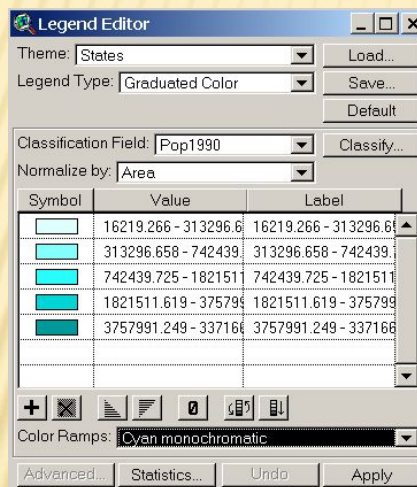 Legend Editor
Theme: States
Load...
Legend Type: Graduated Color
Save...
Default
Classification Field: Pop1990
Classify...
Normalize by: Area
Symbol Value Label
16219.266 - 313296.6 16219.266 - 313296.65
313296.658 - 742439. 313296.658 - 742439.
742439.725 - 1821511 742439.725 - 1821511
1821511.619 - 375799 1821511.619 - 375799
3757991.249 - 337166 3757991.249 - 337166
0
Color Ramps: Cyan monochromatic
Advanced... Statistics... Undo Apply